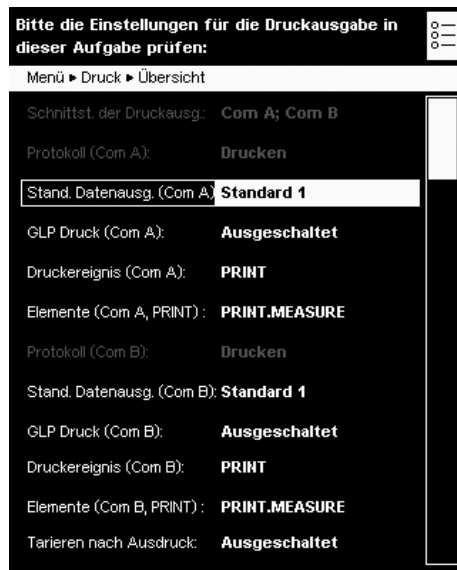 Bitte die Einstellungen für die Druckausgabe in
dieser Aufgabe prüfen:
Menü ▸ Druck ▸ Übersicht
Schnittst. der Druckausg.: Com A; Com B
Protokoll (Com A): Drucken
Stand. Datenausg. (Com A) Standard 1
GLP Druck (Com A): Ausgeschaltet
Druckereignis (Com A): PRINT
Elemente (Com A, PRINT) : PRINT.MEASURE
Protokoll (Com B): Drucken
Stand. Datenausg. (Com B): Standard 1
GLP Druck (Com B): Ausgeschaltet
Druckereignis (Com B): PRINT
Elemente (Com B, PRINT) : PRINT.MEASURE
Tarieren nach Ausdruck: Ausgeschaltet